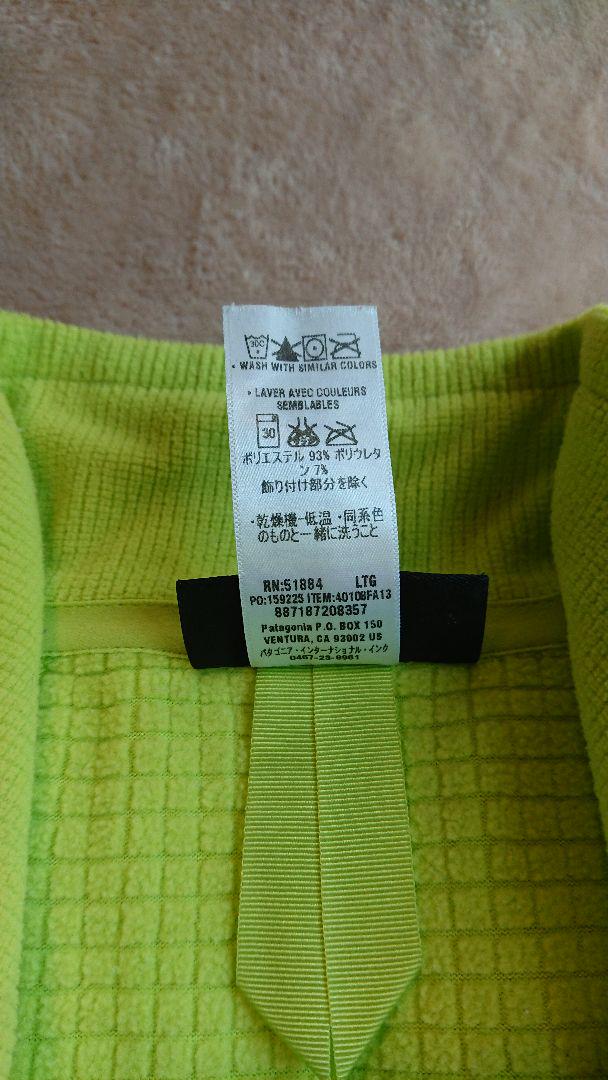 30C
• WASH WITH SIMILAR COLORS
• LAVER AVEC COULEURS
SEMBLABLES
30
ポリエステル 93% ポリウレタ
ン 7%
飾り付け部分を除く
・乾燥機-低温 ・同系色
のものと一緒に洗うこと
RN:51884 LTG
PO:159225 ITEM:40108FA13
887187208357
Patagonia P.O. BOX 150
VENTURA, CA 93002 US
パタゴニア・インターナショナル・インク
0467-23-8961